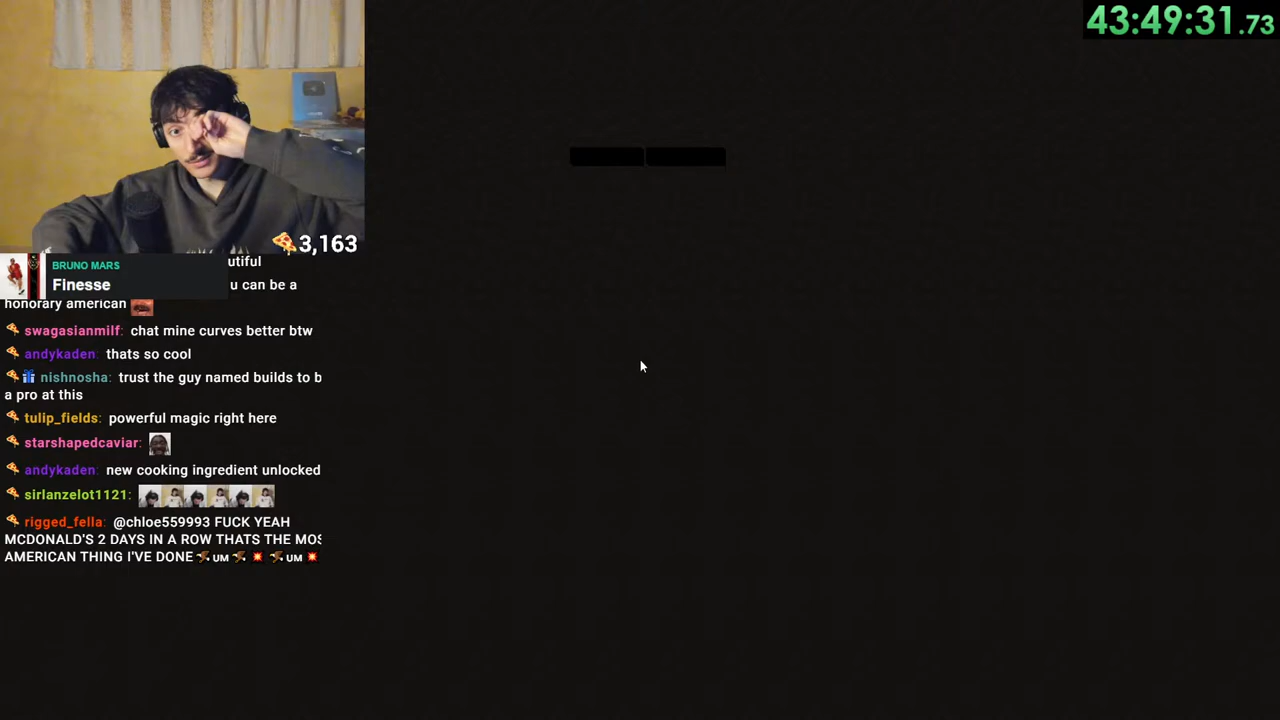 43:49:31.73
3,163
BRUNO MARS
Finesse
utiful
u can be a
honorary american
swagasianmilf: chat mine curves better btw
andykaden: thats so cool
nishnosha: trust the guy named builds to b
a pro at this
tulip_fields: powerful magic right here
starshapedcaviar:
andykaden: new cooking ingredient unlocked
sirlanzelot1121:
rigged_fella: @chloe559993 FUCK YEAH
MCDONALD'S 2 DAYS IN A ROW THATS THE MOS
AMERICAN THING I'VE DONE UM UM